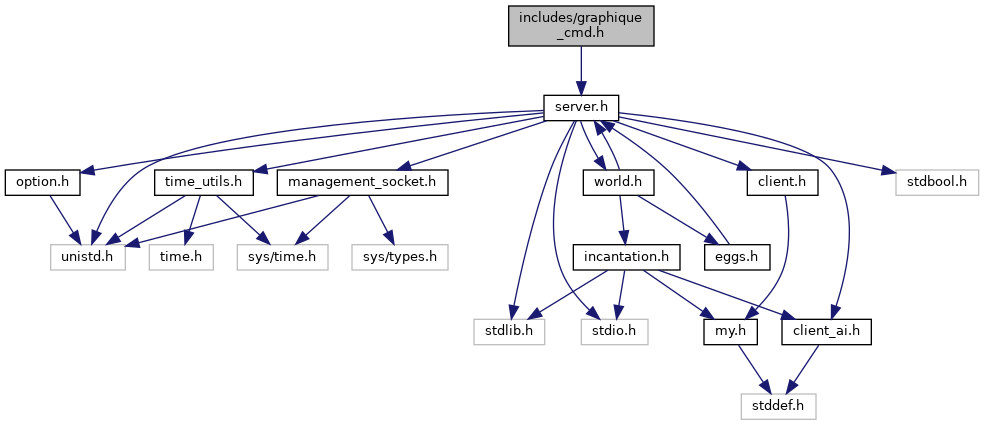 includes/graphique
_cmd.h
server.h
option.h
time_utils.h
management_socket.h
world.h
client.h
stdbool.h
unistd.h
time.h
sys/time.h
sys/types.h
incantation.h
eggs.h
stdlib.h
stdio.h
my.h
client_ai.h
stddef.h